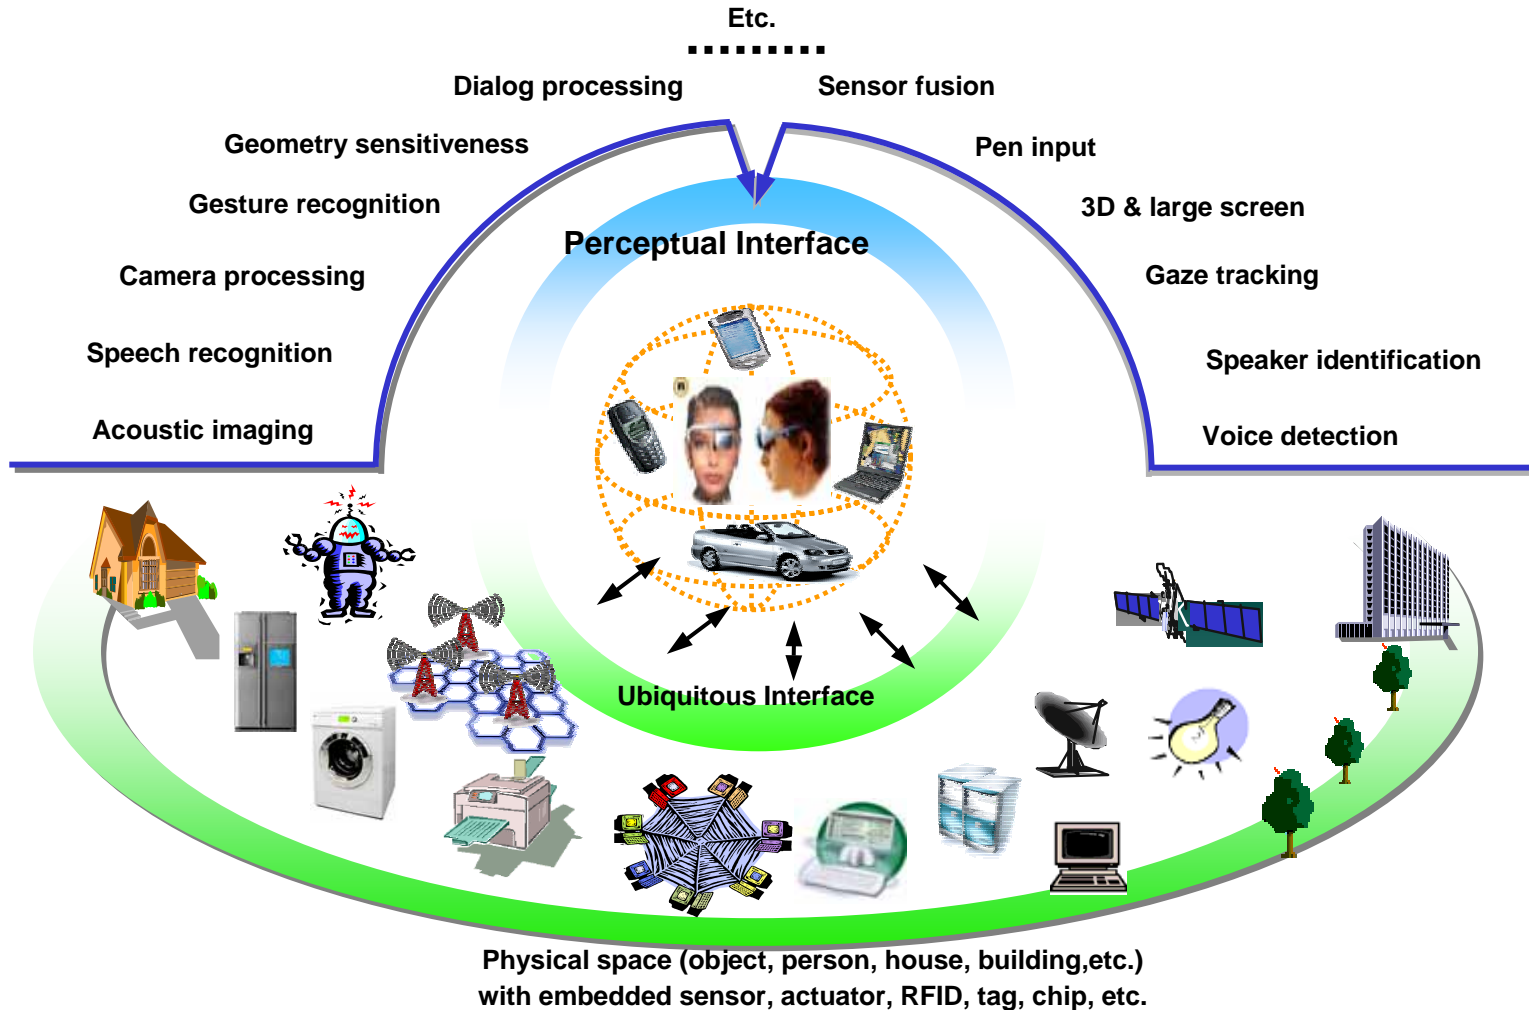 Etc.
Dialog processing
Sensor fusion
Geometry sensitiveness
Pen input
Gesture recognition
3D & large screen
Perceptual Interface
Camera processing
Gaze tracking
Speech recognition
Speaker identification
Acoustic imaging
Voice detection
Ubiquitous Interface
Physical space (object, person, house, building,etc.)
with embedded sensor, actuator, RFID, tag, chip, etc.